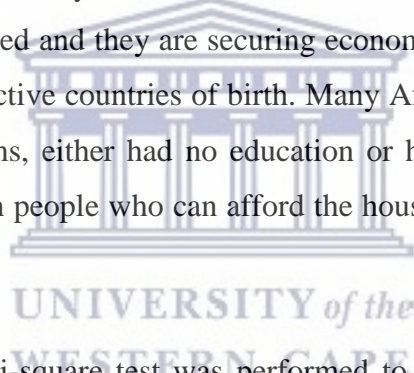 ed and they are securing econom
ctive countries of birth. Many A
ns, either had no education or h
n people who can afford the hous
UNIVERSITY of the
i-square test was performed to
WESTERN CAPE